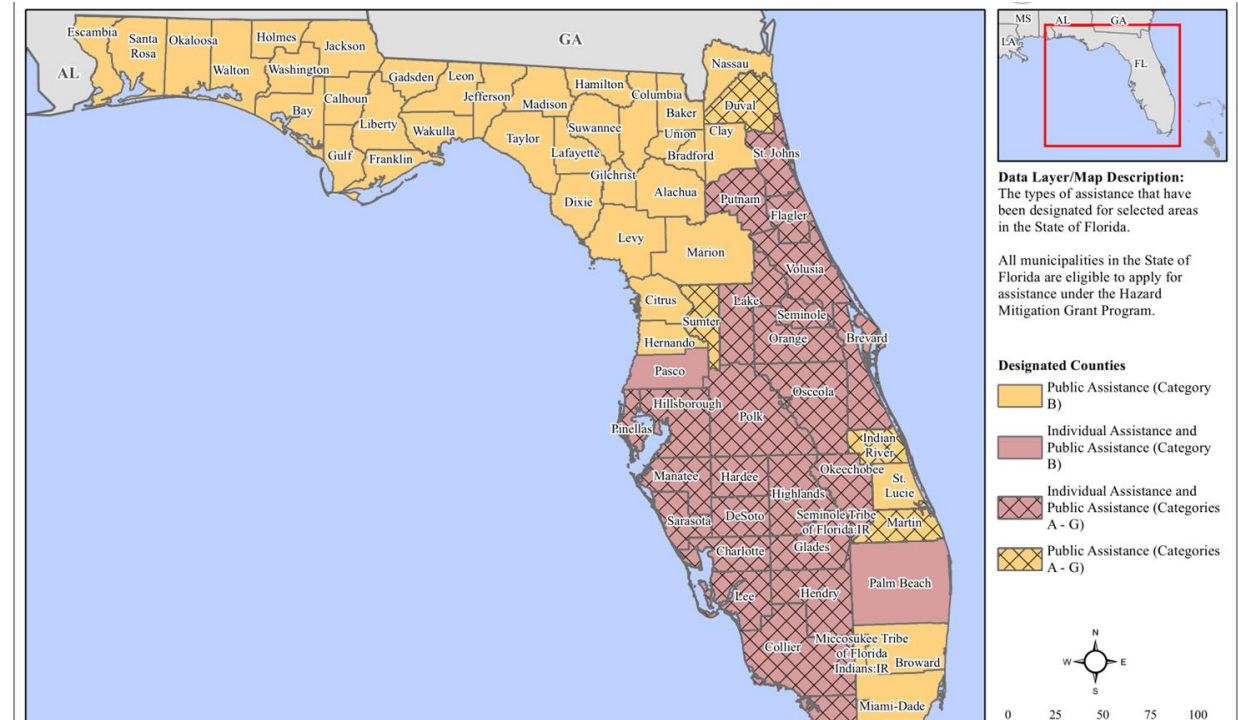 Escambia
Santa
Rosa
Okaloosa
Holmes
Jackson
Walton
Washington
Bay
Calhoun
Gulf
Liberty
Franklin
Gadsden
Leon
Wakulla
Jefferson
Madison
Taylor
Hamilton
Suwannee
Lafayette
Columbia
Baker
Union
Bradford
Gilchrist
Dixie
Alachua
Levy
Marion
Nassau
Duval
Clay
St. Johns
Putnam
Flagler
Volusia
Citrus
Sumter
Hernando
Lake
Seminole
Orange
Brevard
Pasco
Hillsborough
Pinellas
Polk
Osceola
Indian
River
Okeechobee
St.
Lucie
Manatee
Hardee
Highlands
Sarasota
DeSoto
Seminole Tribe
of Florida:IR
Martin
Charlotte
Glades
Lee
Hendry
Palm Beach
Collier
Miccosukee Tribe
of Florida
Indians:IR
Broward
Miami-Dade
AL
GA
MS
AL
GA
LA
FL
Data Layer/Map Description:
The types of assistance that have
been designated for selected areas
in the State of Florida.
All municipalities in the State of
Florida are eligible to apply for
assistance under the Hazard
Mitigation Grant Program.
Designated Counties
Public Assistance (Category
B)
Individual Assistance and
Public Assistance (Category
B)
Individual Assistance and
Public Assistance (Categories
A - G)
Public Assistance (Categories
A - G)
N
W
E
S
0 25 50 75 100